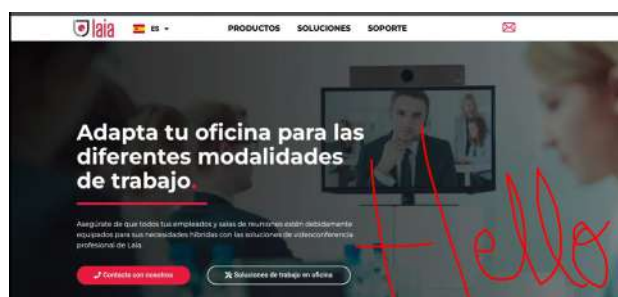 laia ES PRODUCTOS SOLUCIONES SOPORTE
Adapta tu oficina para las
diferentes modalidades
de trabajo.
Asegúrate de que todos tus empleados y salas de reuniones estén debidamente
equipados para sus necesidades híbridas con las soluciones de videoconferencia
profesional de Laia
Contacta con nosotros Soluciones de trabajo en oficina
Hello